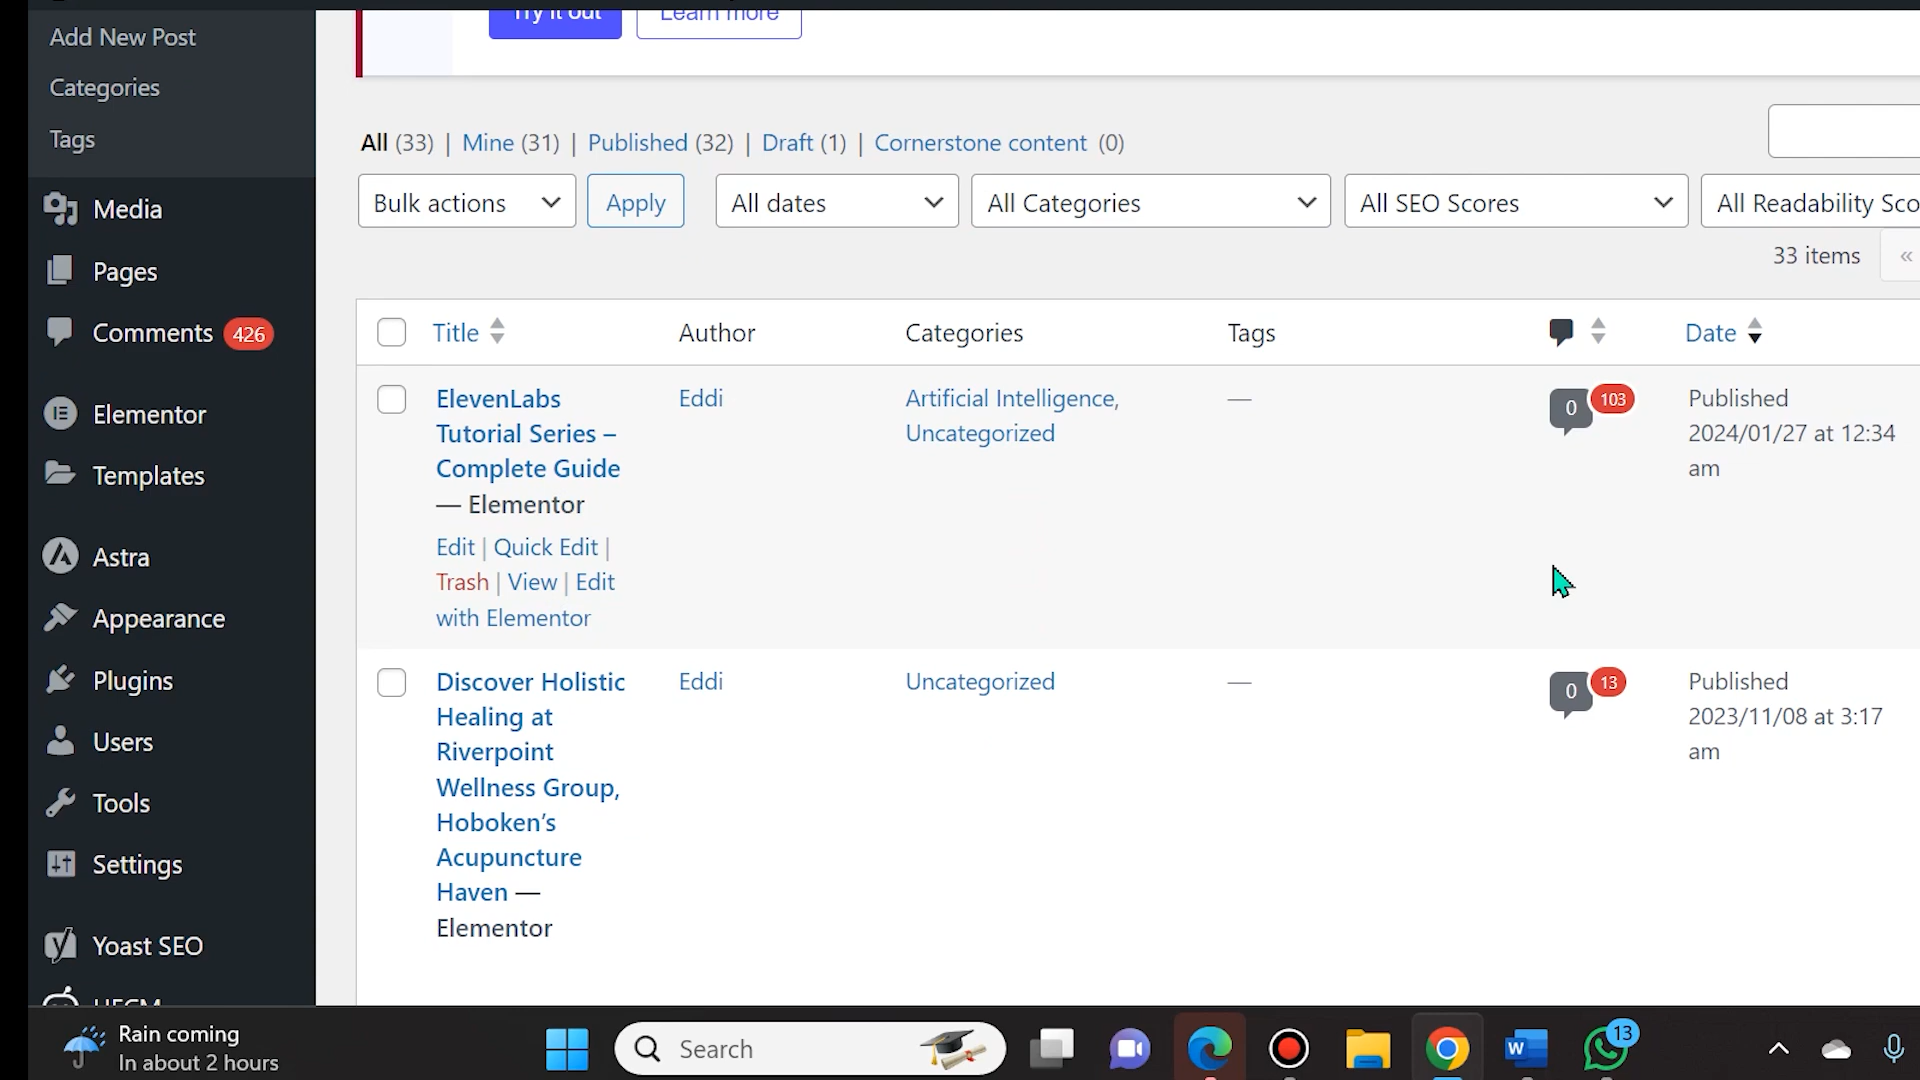 Try it out
Learn more
Add New Post
Categories
Tags
Media
Pages
Comments 426
Elementor
Templates
Astra
Appearance
Plugins
Users
Tools
Settings
Yoast SEO
All (33) | Mine (31) | Published (32) | Draft (1) | Cornerstone content (0)
Bulk actions
Apply
All dates
All Categories
All SEO Scores
All Readability Sco
33 items
«
Title
Author
Categories
Tags
Date
ElevenLabs
Tutorial Series –
Complete Guide
— Elementor
Edit | Quick Edit |
Trash | View | Edit
with Elementor
Eddi
Artificial Intelligence,
Uncategorized
—
0
103
Published
2024/01/27 at 12:34
am
Discover Holistic
Healing at
Riverpoint
Wellness Group,
Hoboken’s
Acupuncture
Haven —
Elementor
Eddi
Uncategorized
—
0
13
Published
2023/11/08 at 3:17
am
Rain coming
In about 2 hours
Search
W
13